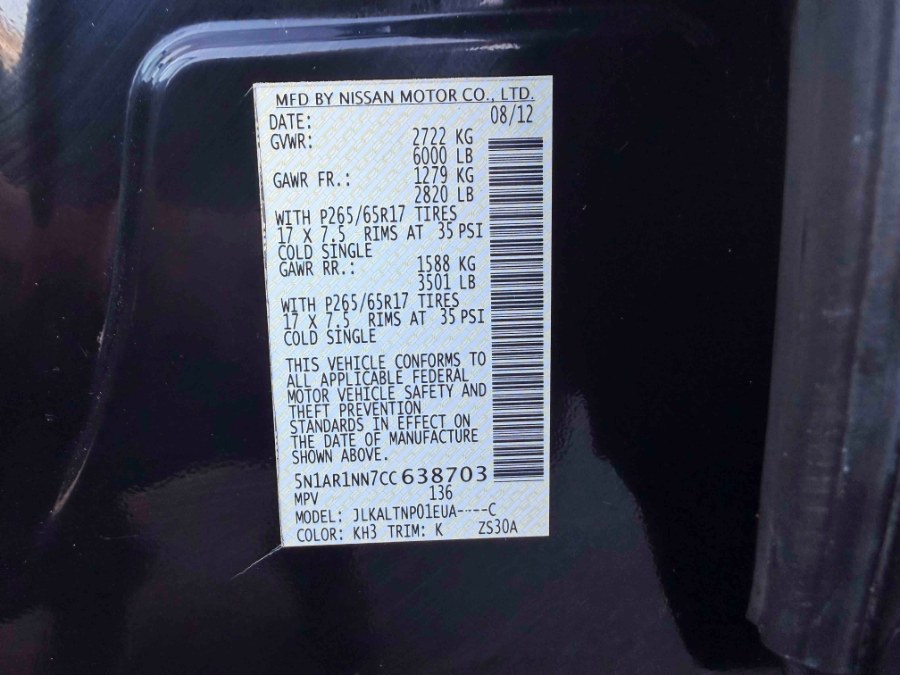 MFD BY NISSAN MOTOR CO., LTD.
DATE: 08/12
GVWR: 2722 KG
6000 LB
GAWR FR.: 1279 KG
2820 LB
WITH P265/65R17 TIRES
17 X 7.5 RIMS AT 35 PSI
COLD SINGLE
GAWR RR.: 1588 KG
3501 LB
WITH P265/65R17 TIRES
17 X 7.5 RIMS AT 35 PSI
COLD SINGLE
THIS VEHICLE CONFORMS TO
ALL APPLICABLE FEDERAL
MOTOR VEHICLE SAFETY AND
THEFT PREVENTION
STANDARDS IN EFFECT ON
THE DATE OF MANUFACTURE
SHOWN ABOVE.
5N1AR1NN7CC638703
MPV 136
MODEL: JLKALTNP01EUA-----C
COLOR: KH3 TRIM: K ZS30A